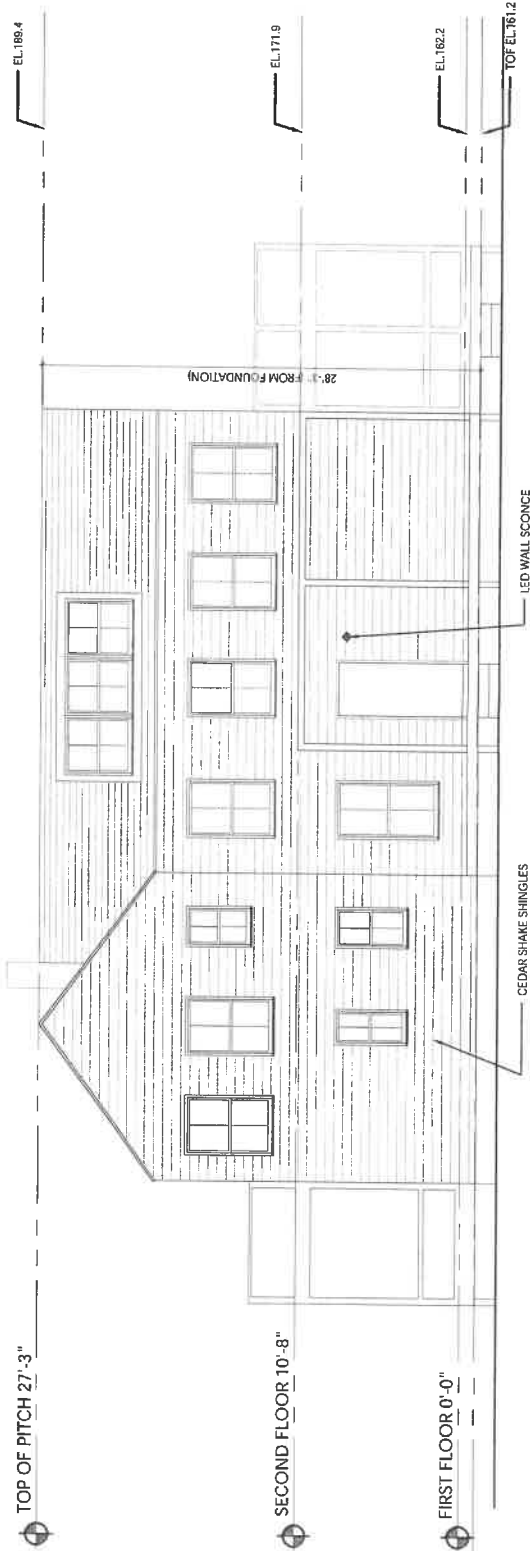 TOP OF PITCH 27'-3"
EL.189.4
SECOND FLOOR 10'-8"
EL.171.9
FIRST FLOOR 0'-0"
EL.162.2
TOF EL.161.2
(FROM FOUNDATION)
LED WALL SCONCE
CEDAR SHAKE SHINGLES